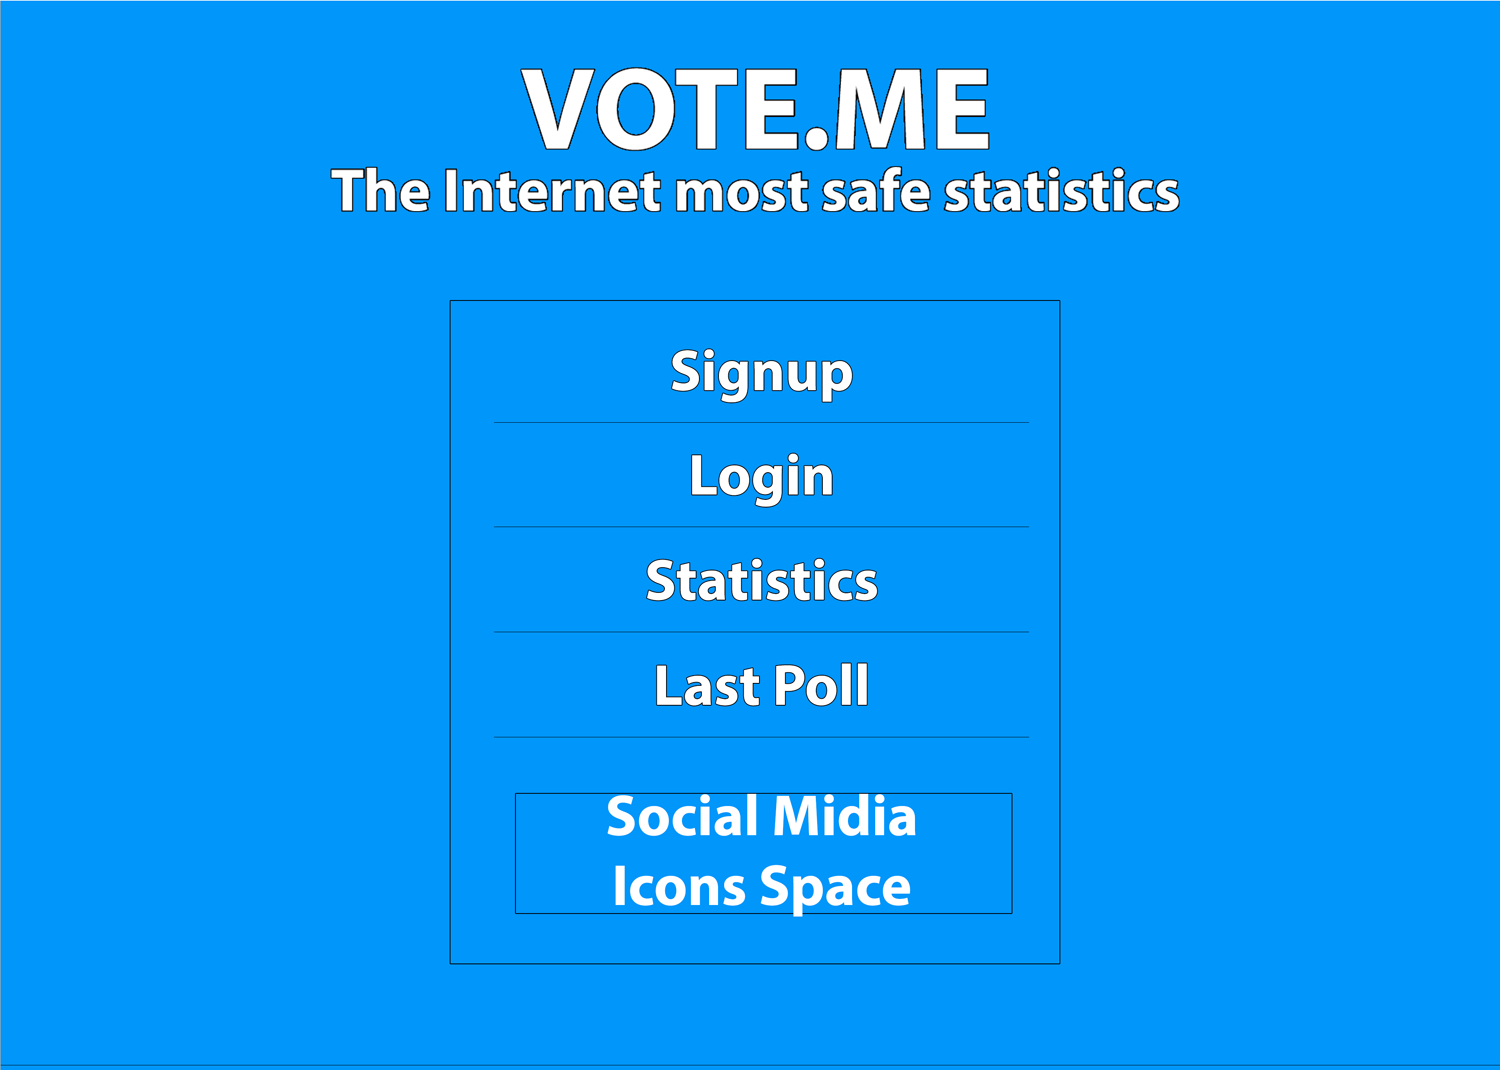 VOTE.ME
The Internet most safe statistics
Signup
Login
Statistics
Last Poll
Social Midia
Icons Space